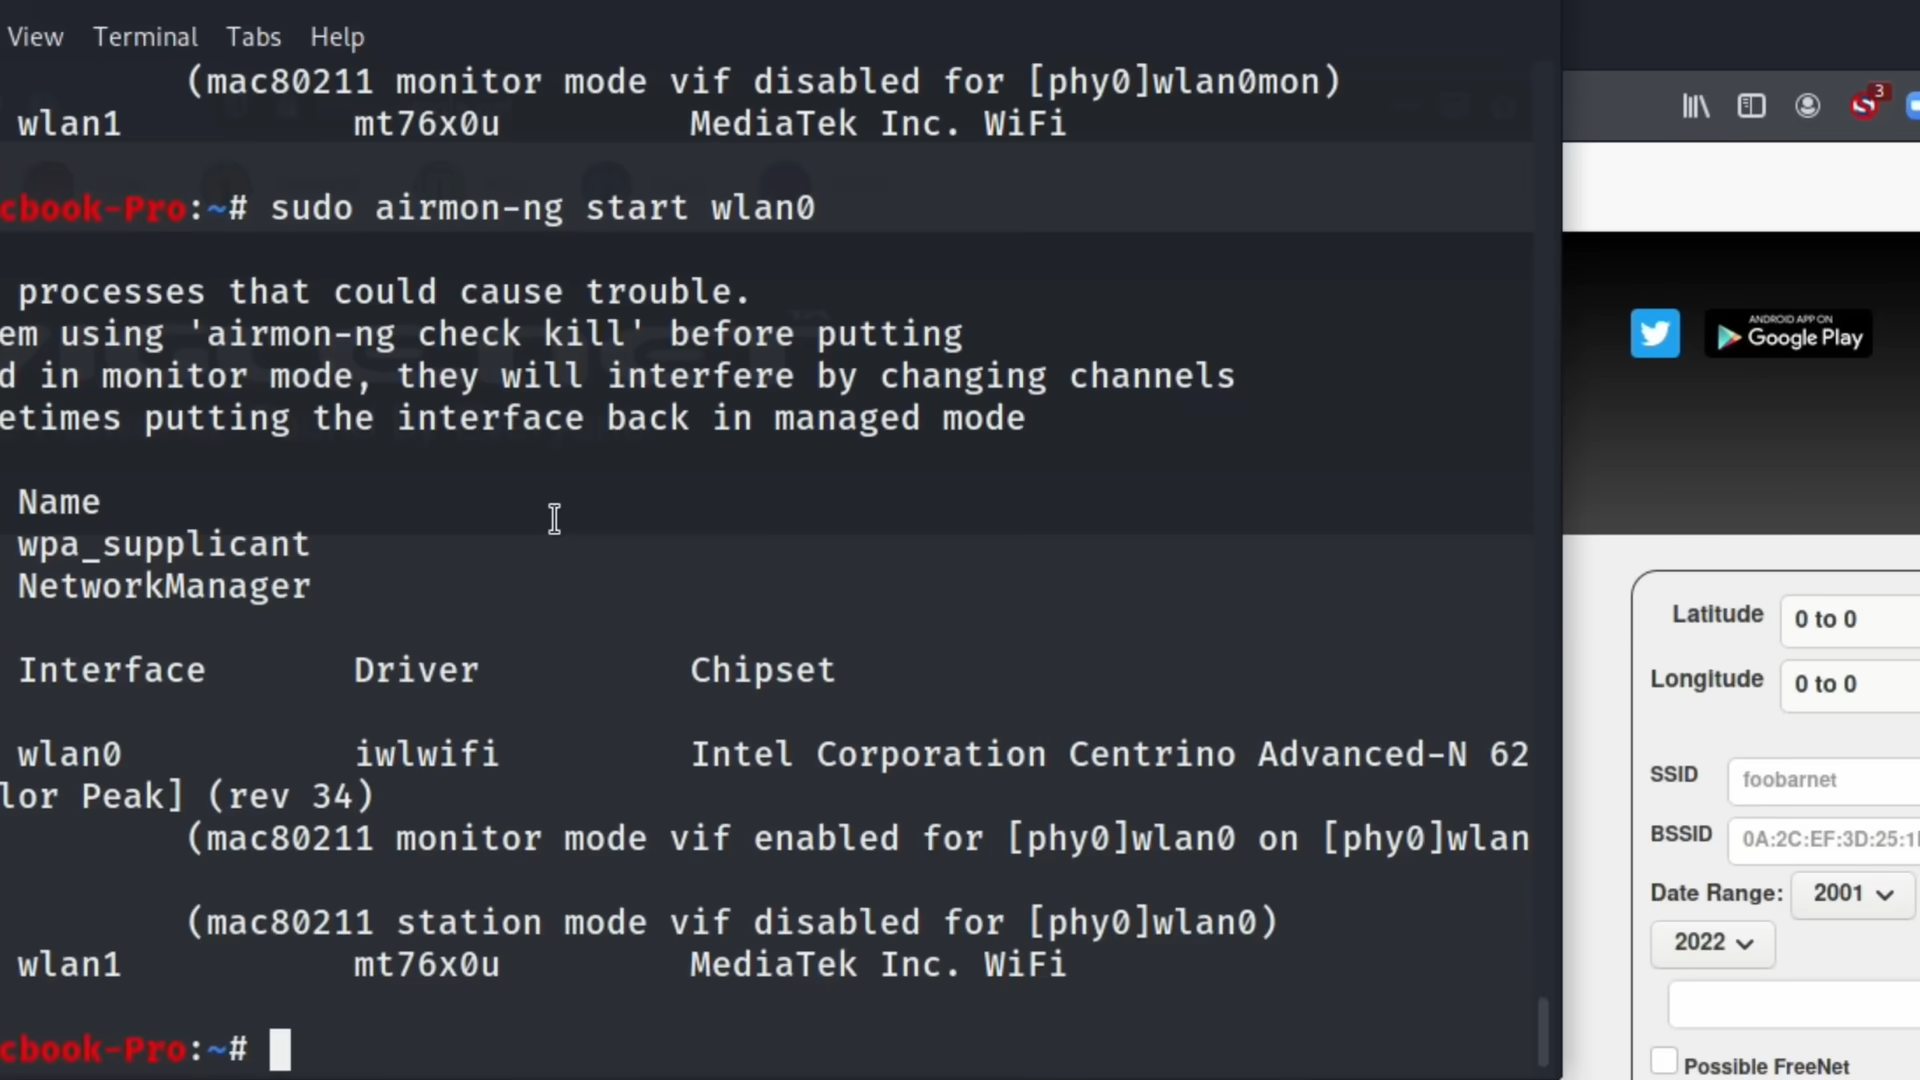 View Terminal Tabs Help
(mac80211 monitor mode vif disabled for [phy0]wlan0mon)
wlan1 mt76x0u MediaTek Inc. WiFi
cbook-Pro:~# sudo airmon-ng start wlan0
processes that could cause trouble.
em using 'airmon-ng check kill' before putting
d in monitor mode, they will interfere by changing channels
etimes putting the interface back in managed mode
Name
wpa_supplicant
NetworkManager
Interface Driver Chipset
wlan0 iwlwifi Intel Corporation Centrino Advanced-N 62
lor Peak] (rev 34)
(mac80211 monitor mode vif enabled for [phy0]wlan0 on [phy0]wlan
(mac80211 station mode vif disabled for [phy0]wlan0)
wlan1 mt76x0u MediaTek Inc. WiFi
cbook-Pro:~#
3
ANDROID APP ON
Google Play
Latitude 0 to 0
Longitude 0 to 0
SSID foobarnet
BSSID 0A:2C:EF:3D:25:1
Date Range: 2001
2022
Possible FreeNet